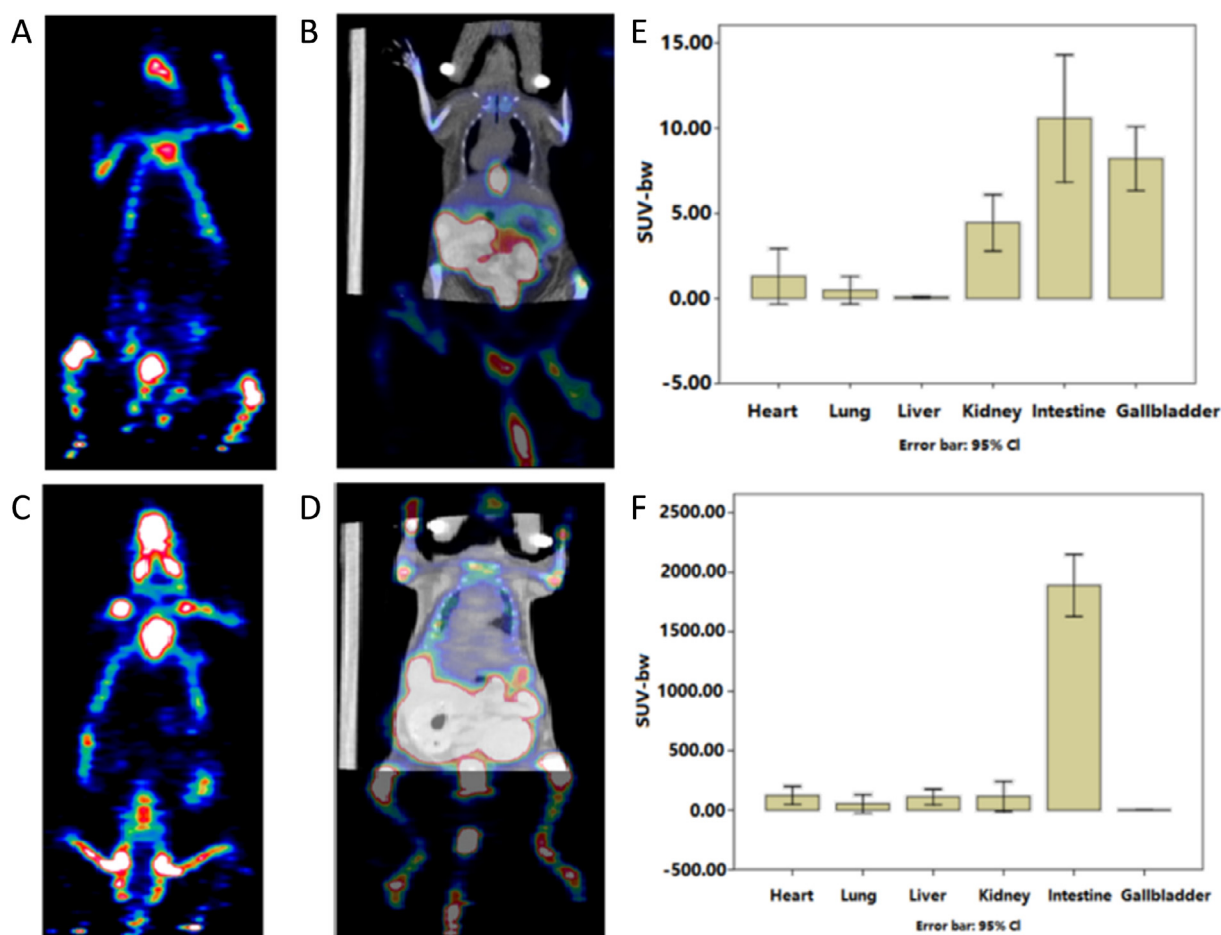 A
B
E
SUV-bw
15.00
10.00
5.00
0.00
-5.00
Heart Lung Liver Kidney Intestine Gallbladder
Error bar: 95% CI
C
D
F
SUV-bw
2500.00
2000.00
1500.00
1000.00
500.00
0.00
-500.00
Heart Lung Liver Kidney Intestine Gallbladder
Error bar: 95% CI